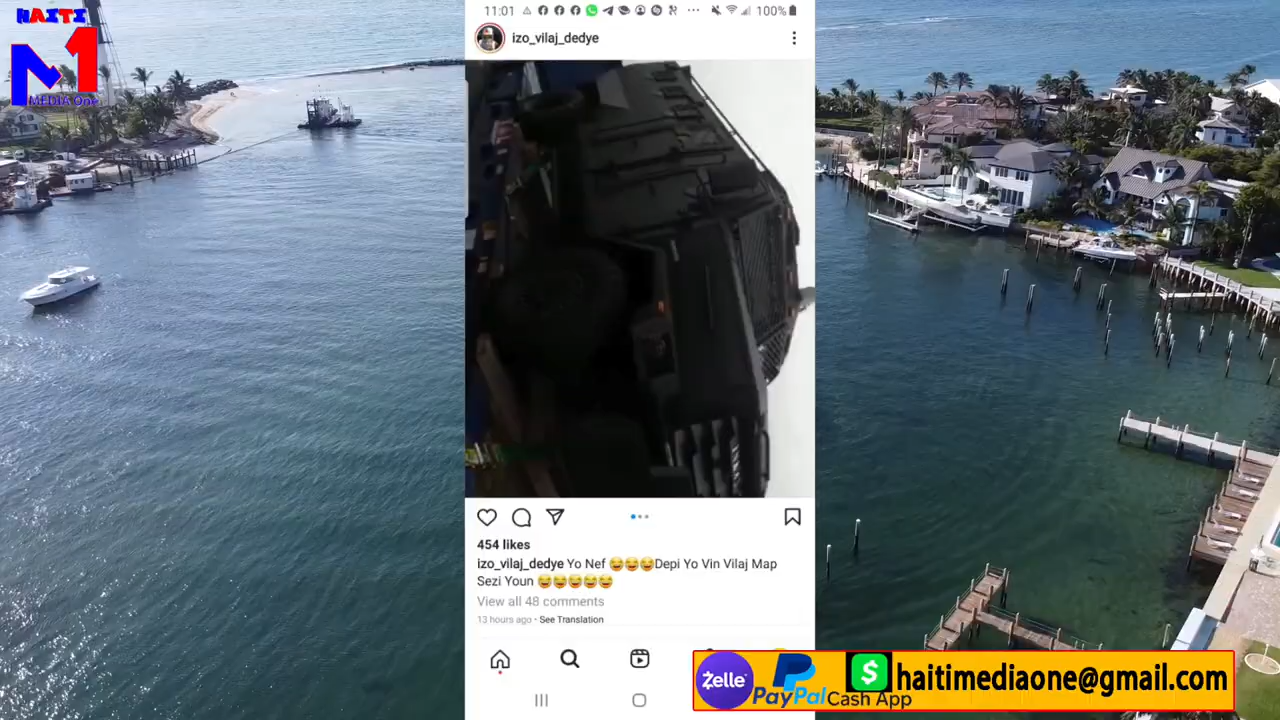 HAITI
M1
MEDIA One
11:01
100%
izo_vilaj_dedye
454 likes
izo_vilaj_dedye Yo Nef 😂😂😂Depi Yo Vin Vilaj Map
Sezi Youn 😂😂😂😂😂
View all 48 comments
13 hours ago • See Translation
Zelle
PayPal
$
Cash App
haitimediaone@gmail.com